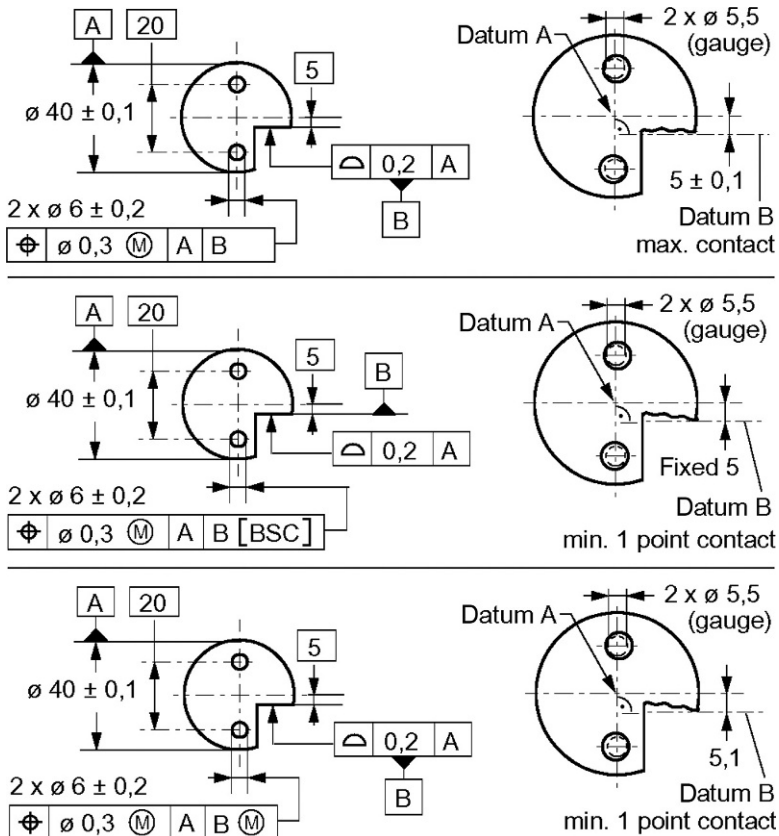 A 20
5
ø 40 ± 0,1
⌓ 0,2 A
B
2 x ø 6 ± 0,2
⌖ ø 0,3 Ⓜ A B
2 x ø 5,5
(gauge)
Datum A
5 ± 0,1
Datum B
max. contact
A 20
5
B
ø 40 ± 0,1
⌓ 0,2 A
2 x ø 6 ± 0,2
⌖ ø 0,3 Ⓜ A B [BSC]
2 x ø 5,5
(gauge)
Datum A
Fixed 5
Datum B
min. 1 point contact
A 20
5
ø 40 ± 0,1
⌓ 0,2 A
B
2 x ø 6 ± 0,2
⌖ ø 0,3 Ⓜ A B Ⓜ
2 x ø 5,5
(gauge)
Datum A
5,1
Datum B
min. 1 point contact